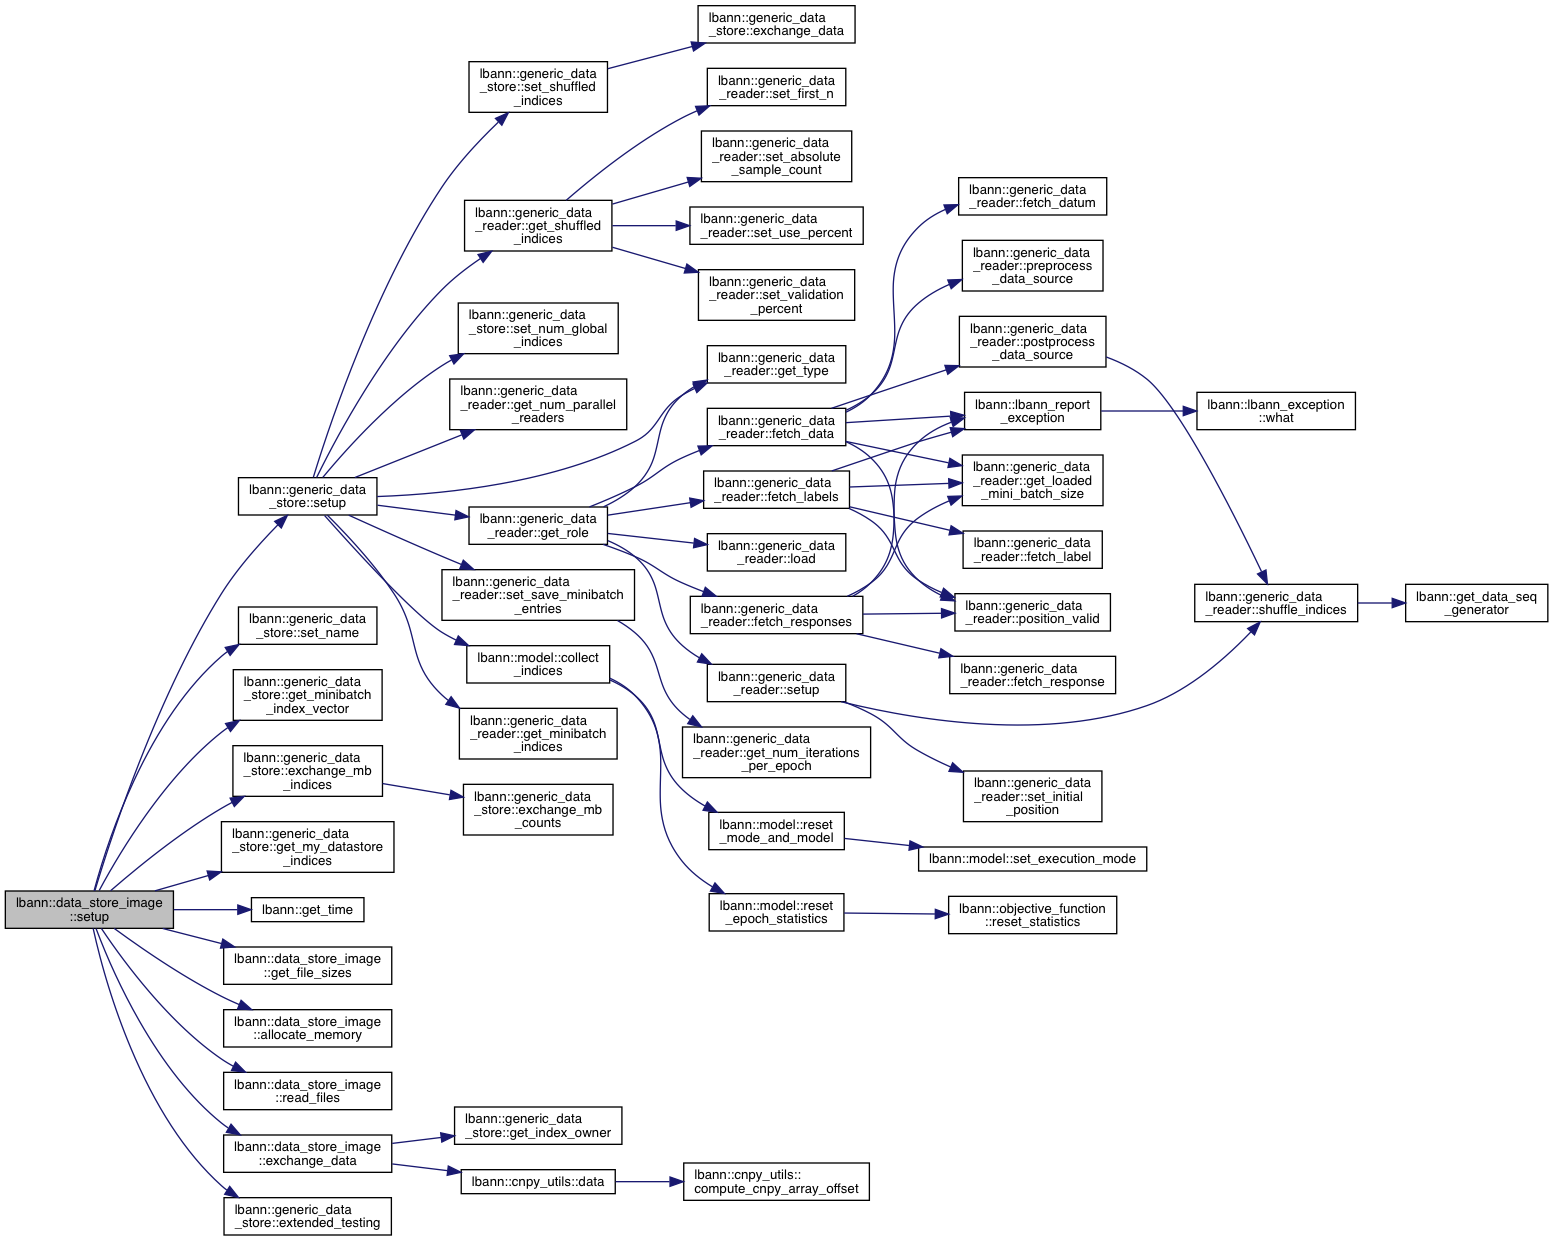 lbann::data_store_image
::setup
lbann::generic_data
_store::setup
lbann::generic_data
_store::set_name
lbann::generic_data
_store::get_minibatch
_index_vector
lbann::generic_data
_store::exchange_mb
_indices
lbann::generic_data
_store::get_my_datastore
_indices
lbann::get_time
lbann::data_store_image
::get_file_sizes
lbann::data_store_image
::allocate_memory
lbann::data_store_image
::read_files
lbann::data_store_image
::exchange_data
lbann::generic_data
_store::extended_testing
lbann::generic_data
_store::set_shuffled
_indices
lbann::generic_data
_reader::get_shuffled
_indices
lbann::generic_data
_store::set_num_global
_indices
lbann::generic_data
_reader::get_num_parallel
_readers
lbann::generic_data
_reader::get_role
lbann::generic_data
_reader::set_save_minibatch
_entries
lbann::model::collect
_indices
lbann::generic_data
_reader::get_minibatch
_indices
lbann::generic_data
_store::exchange_mb
_counts
lbann::generic_data
_store::get_index_owner
lbann::cnpy_utils::data
lbann::generic_data
_store::exchange_data
lbann::generic_data
_reader::set_first_n
lbann::generic_data
_reader::set_absolute
_sample_count
lbann::generic_data
_reader::set_use_percent
lbann::generic_data
_reader::set_validation
_percent
lbann::generic_data
_reader::get_type
lbann::generic_data
_reader::fetch_data
lbann::generic_data
_reader::fetch_labels
lbann::generic_data
_reader::load
lbann::generic_data
_reader::fetch_responses
lbann::generic_data
_reader::setup
lbann::generic_data
_reader::get_num_iterations
_per_epoch
lbann::model::reset
_mode_and_model
lbann::model::reset
_epoch_statistics
lbann::cnpy_utils::
compute_cnpy_array_offset
lbann::generic_data
_reader::fetch_datum
lbann::generic_data
_reader::preprocess
_data_source
lbann::generic_data
_reader::postprocess
_data_source
lbann::lbann_report
_exception
lbann::generic_data
_reader::get_loaded
_mini_batch_size
lbann::generic_data
_reader::fetch_label
lbann::generic_data
_reader::position_valid
lbann::generic_data
_reader::fetch_response
lbann::generic_data
_reader::set_initial
_position
lbann::model::set_execution_mode
lbann::objective_function
::reset_statistics
lbann::lbann_exception
::what
lbann::generic_data
_reader::shuffle_indices
lbann::get_data_seq
_generator